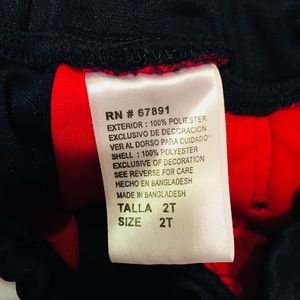 RN # 67891
EXTERIOR : 100% POLIESTER
EXCLUSIVO DE DECORACION
VER AL DORSO PARA CUIDADO
SHELL : 100% POLYESTER
EXCLUSIVE OF DECORATION
SEE REVERSE FOR CARE
HECHO EN BANGLADESH
MADE IN BANGLADESH
TALLA 2T
SIZE 2T